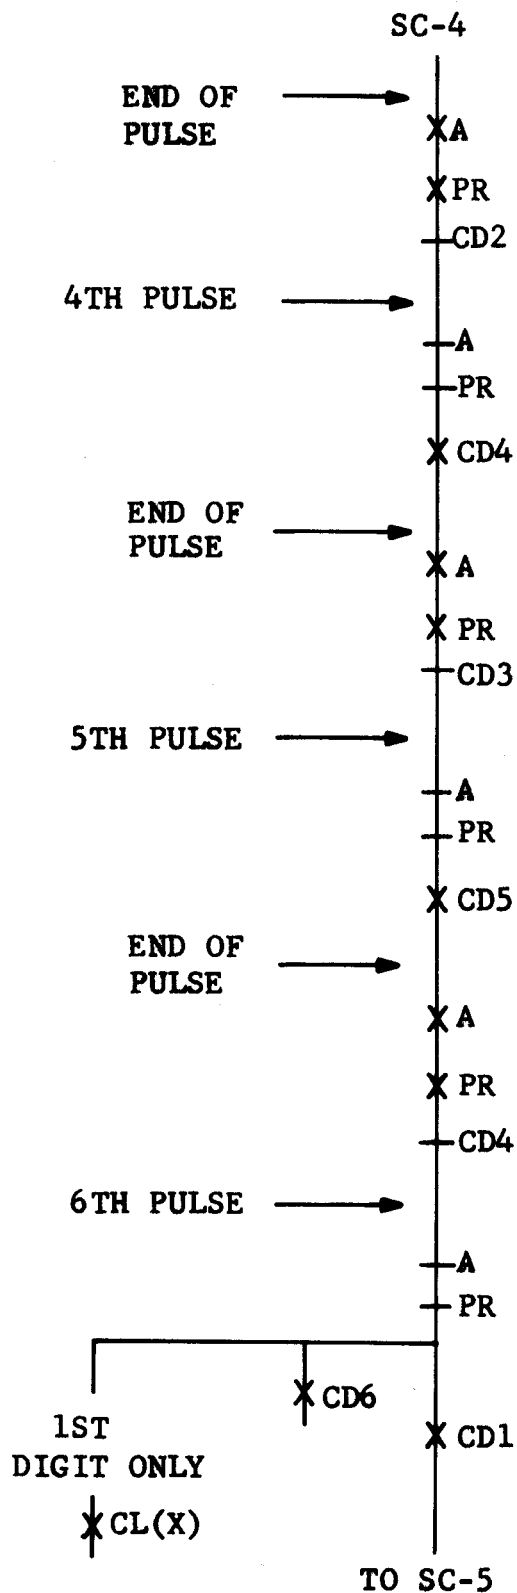 SC-4
END OF
PULSE
A
PR
CD2
4TH PULSE
A
PR
CD4
END OF
PULSE
A
PR
CD3
5TH PULSE
A
PR
CD5
END OF
PULSE
A
PR
CD4
6TH PULSE
A
PR
CD6
1ST
DIGIT ONLY
CD1
CL(X)
TO SC-5